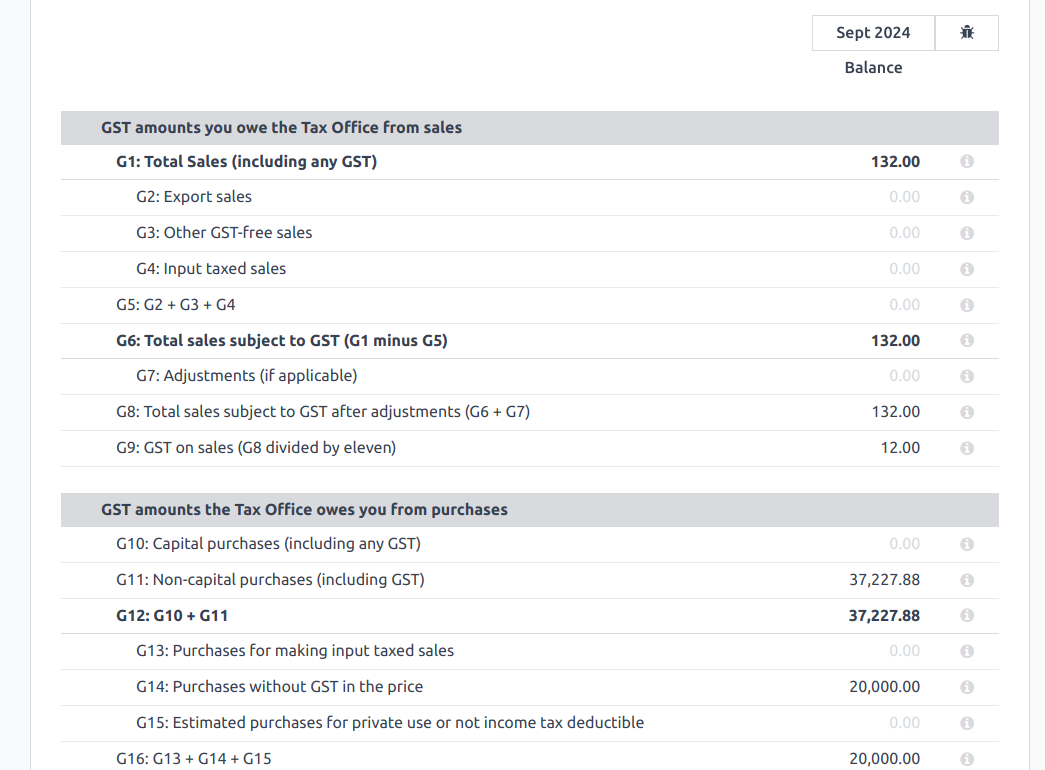 Sept 2024
Balance
GST amounts you owe the Tax Office from sales
G1: Total Sales (including any GST) 132.00
G2: Export sales 0.00
G3: Other GST-free sales 0.00
G4: Input taxed sales 0.00
G5: G2 + G3 + G4 0.00
G6: Total sales subject to GST (G1 minus G5) 132.00
G7: Adjustments (if applicable) 0.00
G8: Total sales subject to GST after adjustments (G6 + G7) 132.00
G9: GST on sales (G8 divided by eleven) 12.00
GST amounts the Tax Office owes you from purchases
G10: Capital purchases (including any GST) 0.00
G11: Non-capital purchases (including GST) 37,227.88
G12: G10 + G11 37,227.88
G13: Purchases for making input taxed sales 0.00
G14: Purchases without GST in the price 20,000.00
G15: Estimated purchases for private use or not income tax deductible 0.00
G16: G13 + G14 + G15 20,000.00